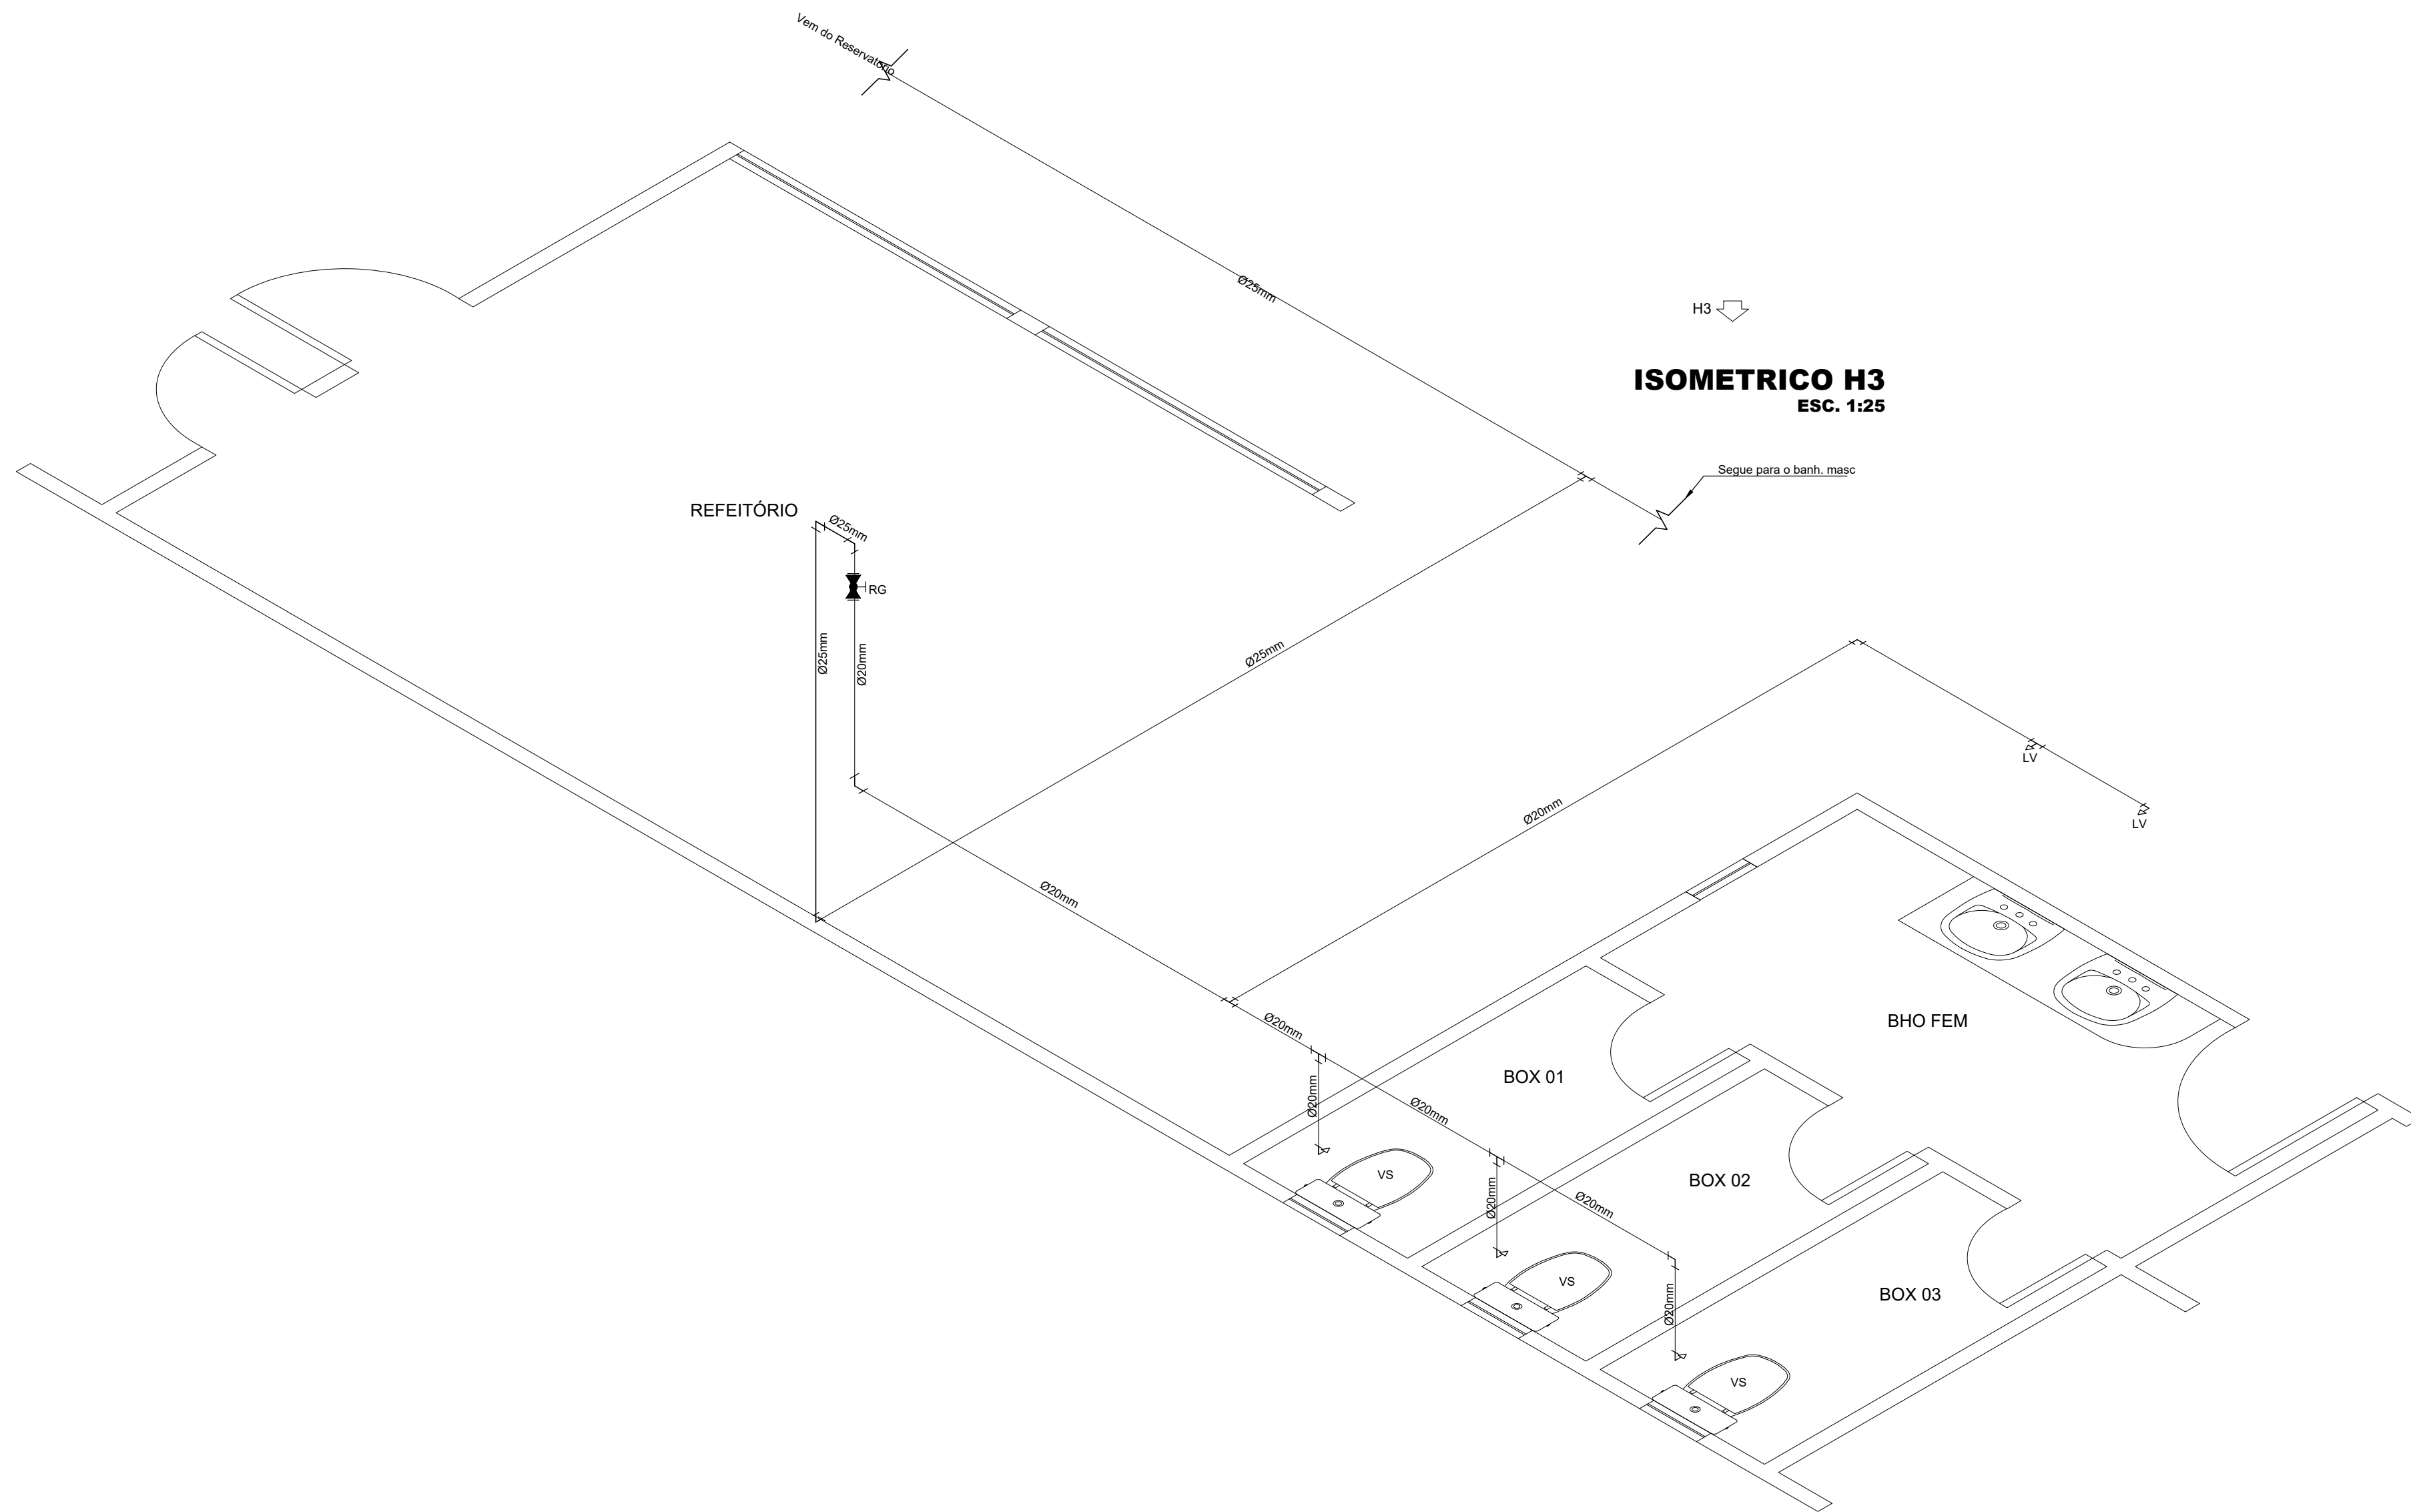 Vem do Reservatório
Ø25mm
H3
ISOMETRICO H3
ESC. 1:25
Segue para o banh. masc
REFEITÓRIO
Ø25mm
RG
Ø25mm
Ø20mm
Ø25mm
LV
LV
Ø20mm
Ø20mm
Ø20mm
BHO FEM
BOX 01
Ø20mm
Ø20mm
VS
BOX 02
Ø20mm
Ø20mm
VS
BOX 03
Ø20mm
VS